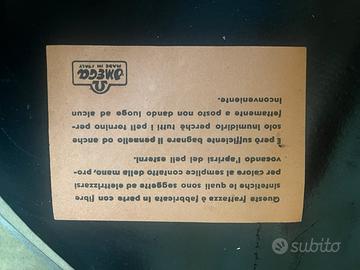 Questa frattazza è fabbricata in parte con fibre
sintetiche le quali sono soggette ad elettrizzarsi
per calore al semplice contatto della mano, pro-
vocando l'aprirsi dei peli esterni.
È però sufficiente bagnare il pennello od anche
solo inumidirlo perchè tutti i peli tornino per-
fettamente a posto non dando luogo ad alcun
inconveniente.
OMEGA
MADE IN ITALY
subito